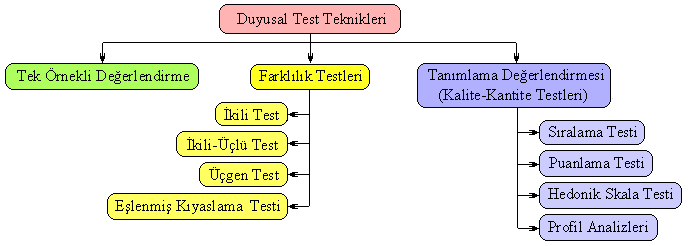 Duyusal Test Teknikleri
Tek Örnekli Değerlendirme
Farklılık Testleri
İkili Test
İkili-Üçlü Test
Üçgen Test
Eşlenmiş Kıyaslama Testi
Tanımlama Değerlendirmesi
(Kalite-Kantite Testleri)
Sıralama Testi
Puanlama Testi
Hedonik Skala Testi
Profil Analizleri